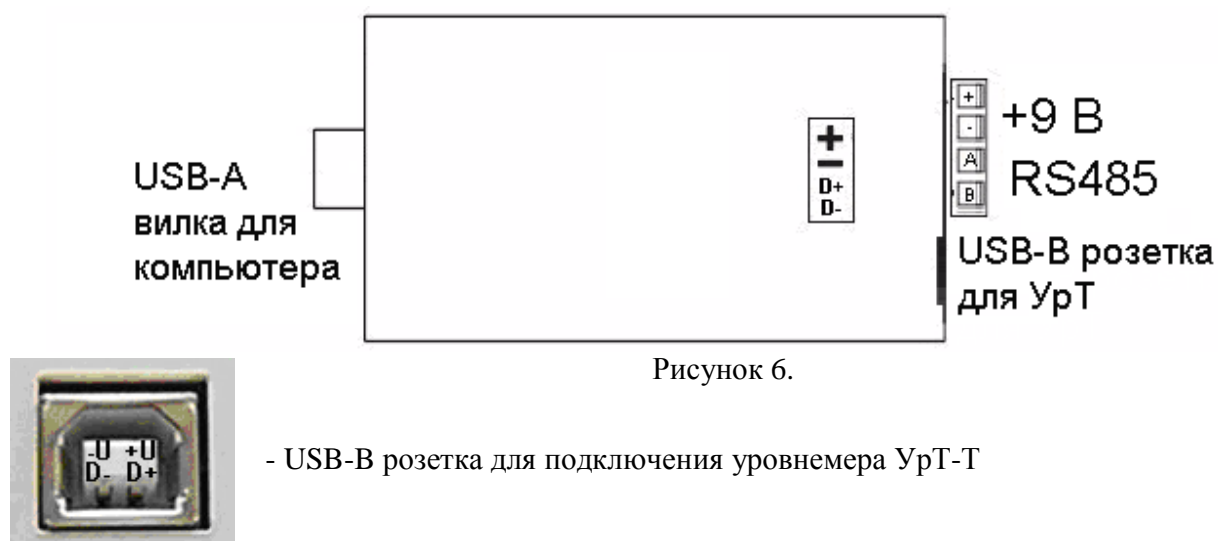 USB-A
вилка для
компьютера
+
−
D+
D-
+
-
A
B
+9 В
RS485
USB-B розетка
для УрТ
Рисунок 6.
-U +U
D- D+
- USB-B розетка для подключения уровнемера УрТ-Т